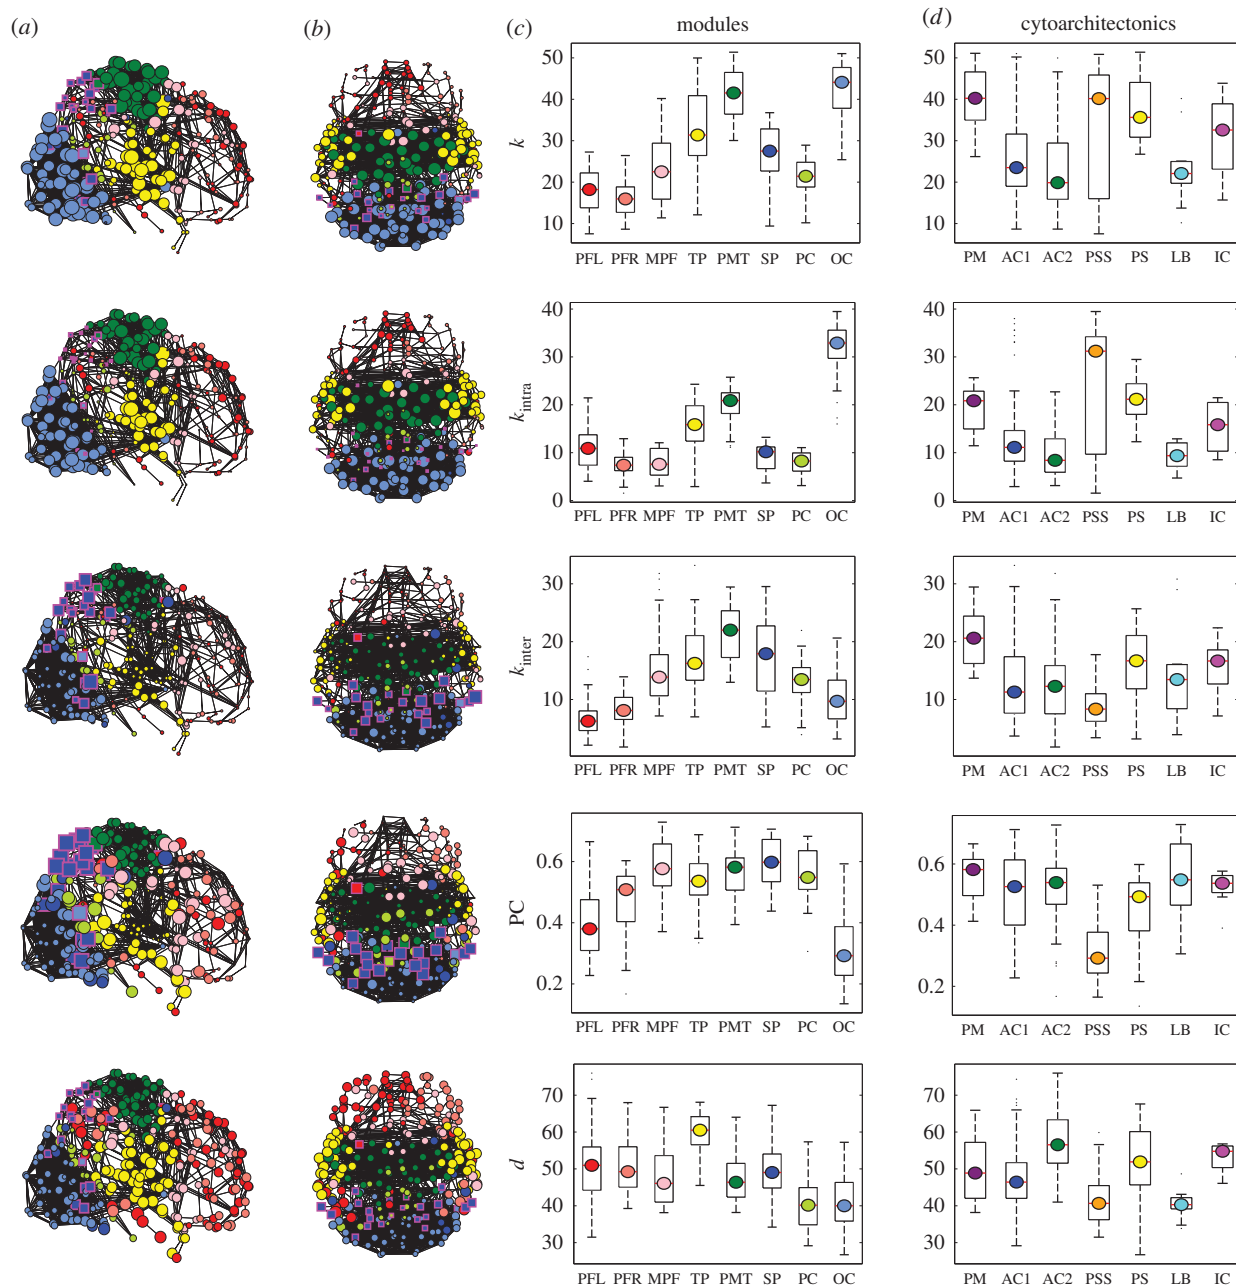 (a) (b) (c) modules (d) cytoarchitectonics
k
50
40
30
20
10
PFL PFR MPF TP PMT SP PC OC
50
40
30
20
10
PM AC1 AC2 PSS PS LB IC
k intra
40
30
20
10
0
PFL PFR MPF TP PMT SP PC OC
40
30
20
10
0
PM AC1 AC2 PSS PS LB IC
k inter
30
20
10
PFL PFR MPF TP PMT SP PC OC
30
20
10
PM AC1 AC2 PSS PS LB IC
PC
0.6
0.4
0.2
PFL PFR MPF TP PMT SP PC OC
0.6
0.4
0.2
PM AC1 AC2 PSS PS LB IC
d
70
60
50
40
30
PFL PFR MPF TP PMT SP PC OC
70
60
50
40
30
PM AC1 AC2 PSS PS LB IC